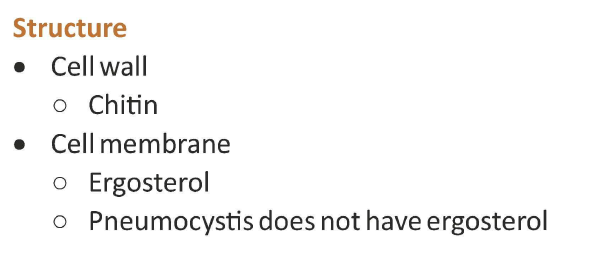 Structure
• Cell wall
○ Chitin
• Cell membrane
○ Ergosterol
○ Pneumocystis does not have ergosterol